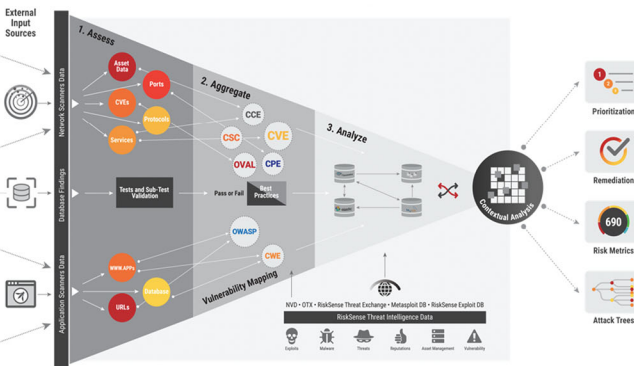 External
Input
Sources
Network Scanners Data
Database Findings
Application Scanners Data
1. Assess
Asset
Data
Ports
CVEs
Protocols
Services
Tests and Sub-Test
Validation
WWW.APPs
Database
URLs
2. Aggregate
CCE
CSC
CVE
OVAL
CPE
Pass or Fail
Best
Practices
OWASP
CWE
Vulnerability Mapping
3. Analyze
NVD • OTX • RiskSense Threat Exchange • Metasploit DB • RiskSense Exploit DB
RiskSense Threat Intelligence Data
Exploits
Malware
Threats
Reputations
Asset Management
Vulnerability
Contextual Analysis
1
Prioritization
Remediation
690
Risk Metrics
Attack Trees